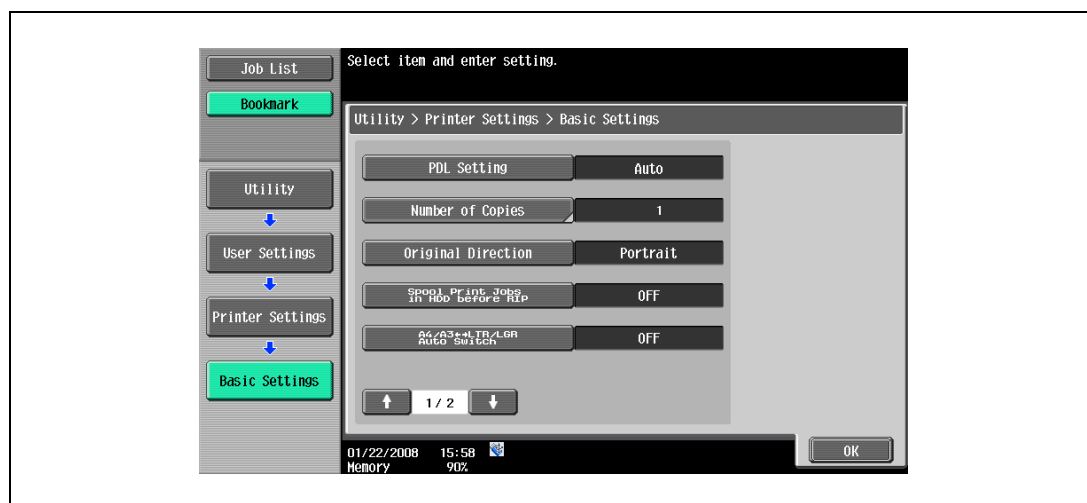 Job List
Bookmark
Select item and enter setting.
Utility > Printer Settings > Basic Settings
Utility
User Settings
Printer Settings
Basic Settings
PDL Setting
Auto
Number of Copies
1
Original Direction
Portrait
Spool Print Jobs
in HDD before RIP
OFF
A4/A3↔LTR/LGR
Auto Switch
OFF
1/ 2
01/22/2008 15:58
Memory 90%
OK